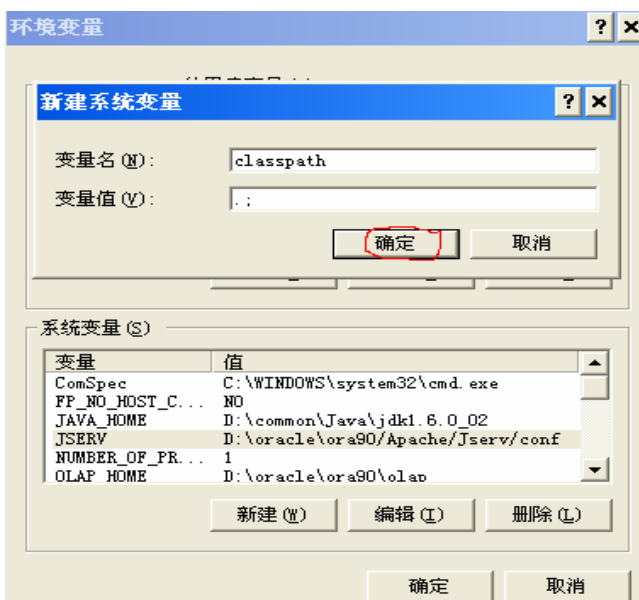 环境变量
新建系统变量
变量名(N):
classpath
变量值(V):
.;
确定 取消
系统变量(S)
变量 值
ComSpec C:\WINDOWS\system32\cmd.exe
FP_NO_HOST_C... NO
JAVA_HOME D:\common\Java\jdk1.6.0_02
JSERV D:\oracle\ora90/Apache/Jserv/conf
NUMBER_OF_PR... 1
OLAP_HOME D:\oracle\ora90\olap
新建(W) 编辑(I) 删除(L)
确定 取消